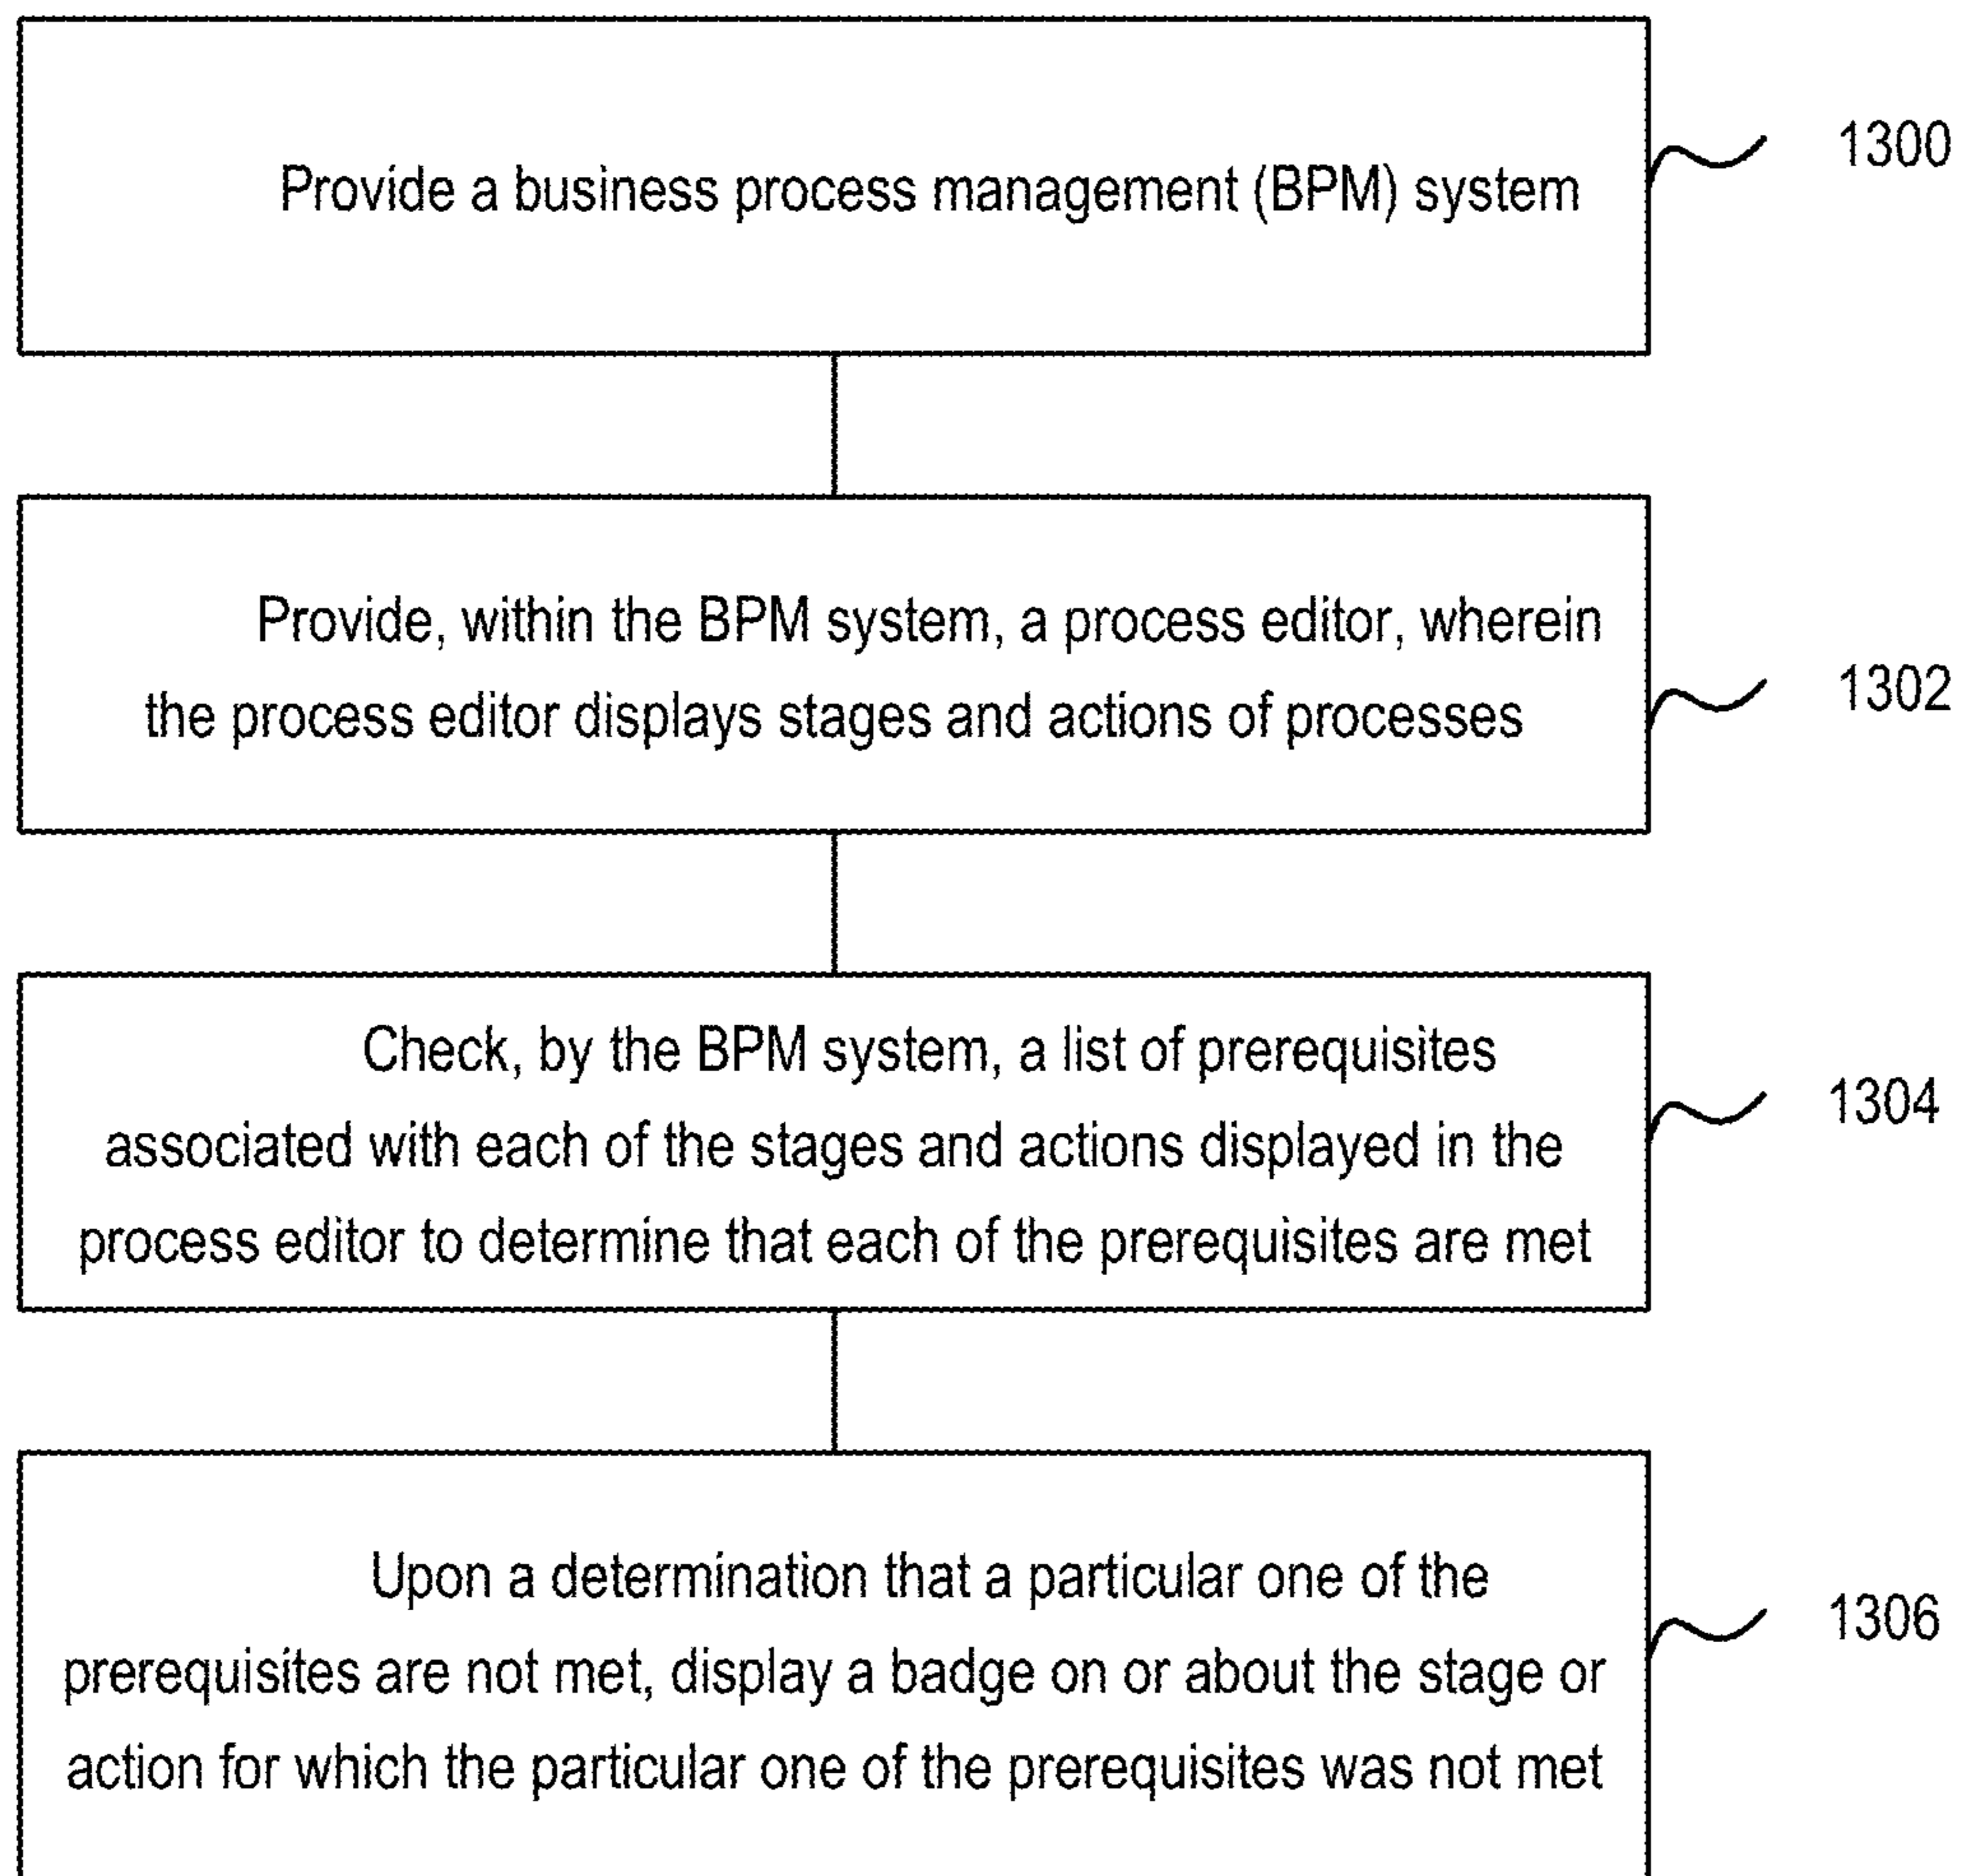 Provide a business process management (BPM) system
1300
Provide, within the BPM system, a process editor, wherein
the process editor displays stages and actions of processes
1302
Check, by the BPM system, a list of prerequisites
associated with each of the stages and actions displayed in the
process editor to determine that each of the prerequisites are met
1304
Upon a determination that a particular one of the
prerequisites are not met, display a badge on or about the stage or
action for which the particular one of the prerequisites was not met
1306